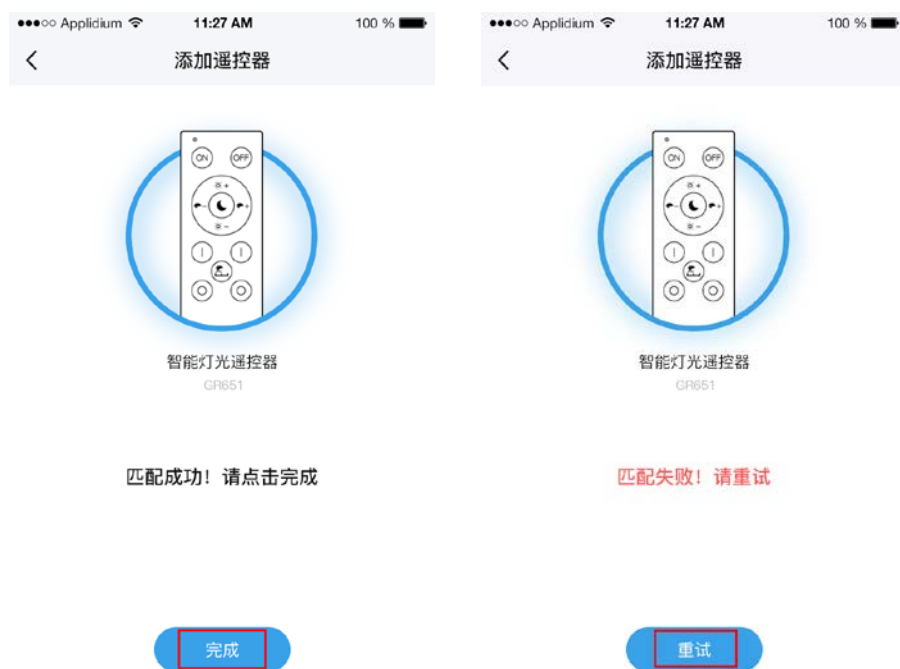 Applidium 11:27 AM 100 %
添加遥控器
ON OFF
智能灯光遥控器
GR651
匹配成功！请点击完成
完成
Applidium 11:27 AM 100 %
添加遥控器
ON OFF
智能灯光遥控器
GR651
匹配失败！请重试
重试